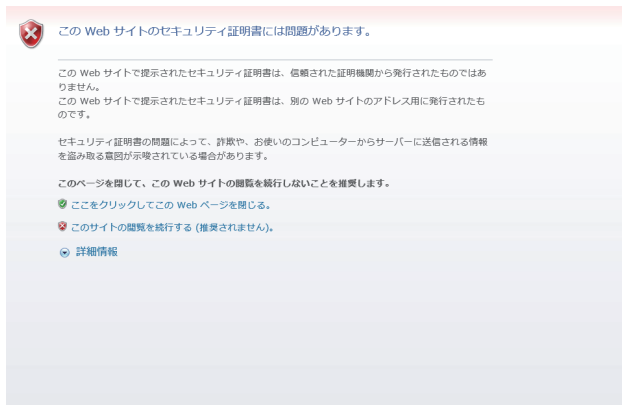 この Web サイトのセキュリティ証明書には問題があります。
この Web サイトで提示されたセキュリティ証明書は、信頼された証明機関から発行されたものではあ
りません。
この Web サイトで提示されたセキュリティ証明書は、別の Web サイトのアドレス用に発行されたも
のです。
セキュリティ証明書の問題によって、詐欺や、お使いのコンピューターからサーバーに送信される情報
を盗み取る意図が示唆されている場合があります。
このページを閉じて、この Web サイトの閲覧を続行しないことを推奨します。
ここをクリックしてこの Web ページを閉じる。
このサイトの閲覧を続行する (推奨されません)。
詳細情報